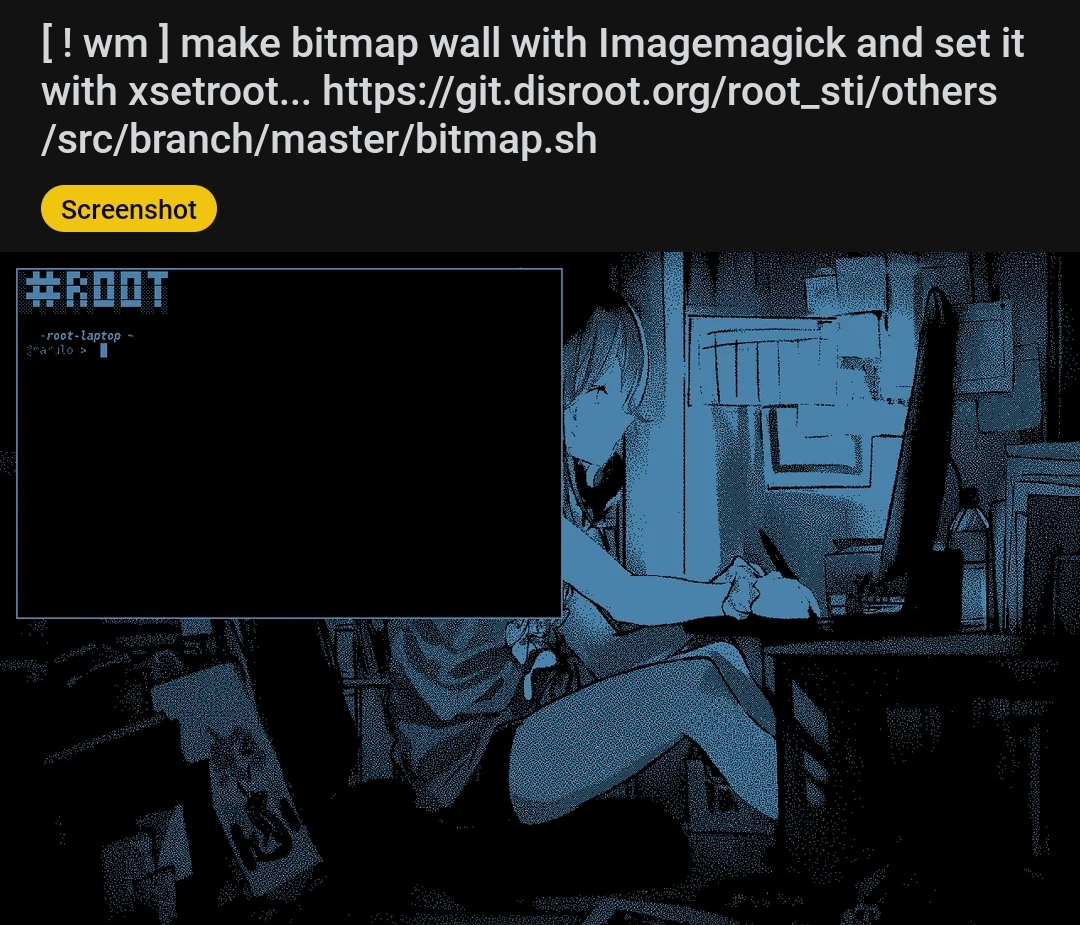 [ ! wm ] make bitmap wall with Imagemagick and set it
with xsetroot... https://git.disroot.org/root_sti/others
/src/branch/master/bitmap.sh
Screenshot
#ROOT
-root-laptop ~
>